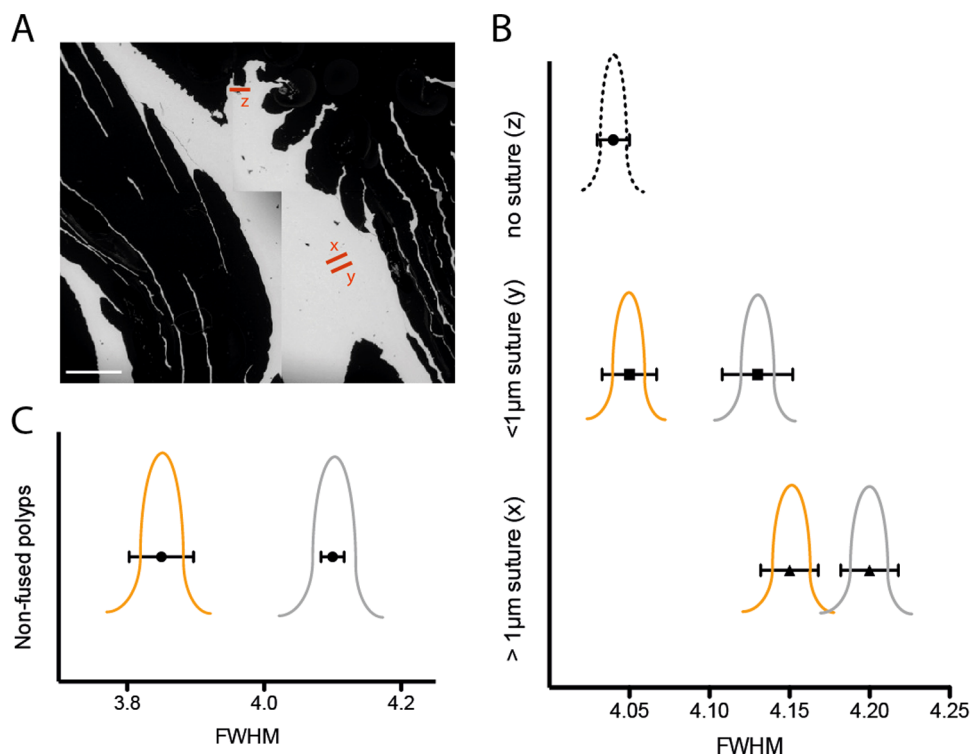 A
z
x
y
B
no suture (z)
<1µm suture (y)
> 1µm suture (x)
4.05
4.10
4.15
4.20
4.25
FWHM
C
Non-fused polyps
3.8
4.0
4.2
FWHM